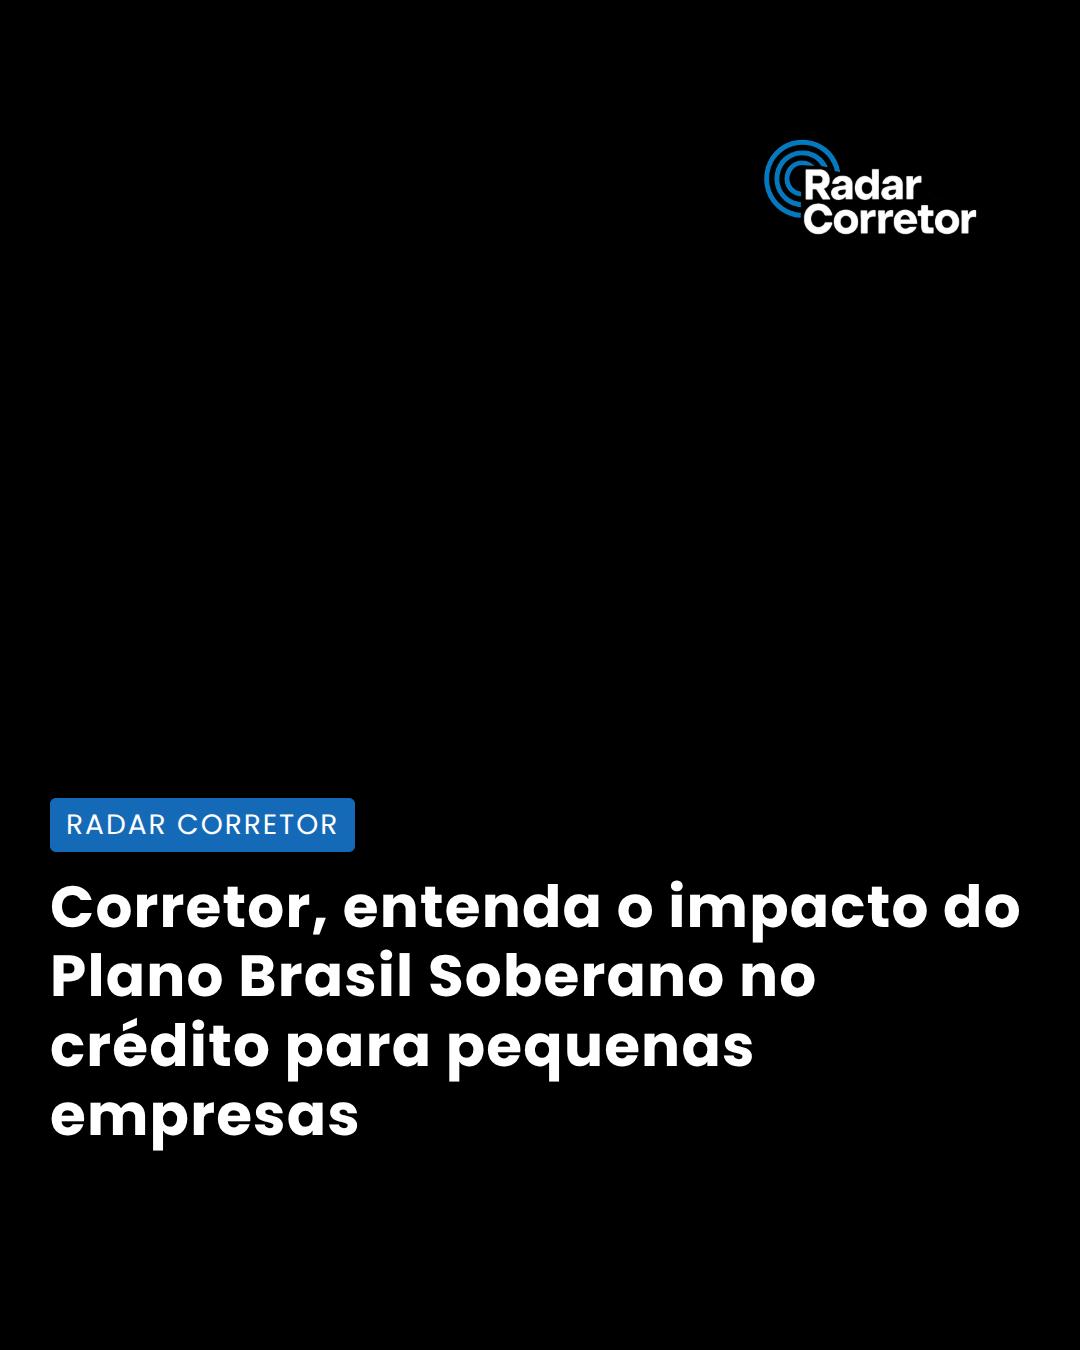 Radar
Corretor
RADAR CORRETOR
Corretor, entenda o impacto do
Plano Brasil Soberano no
crédito para pequenas
empresas